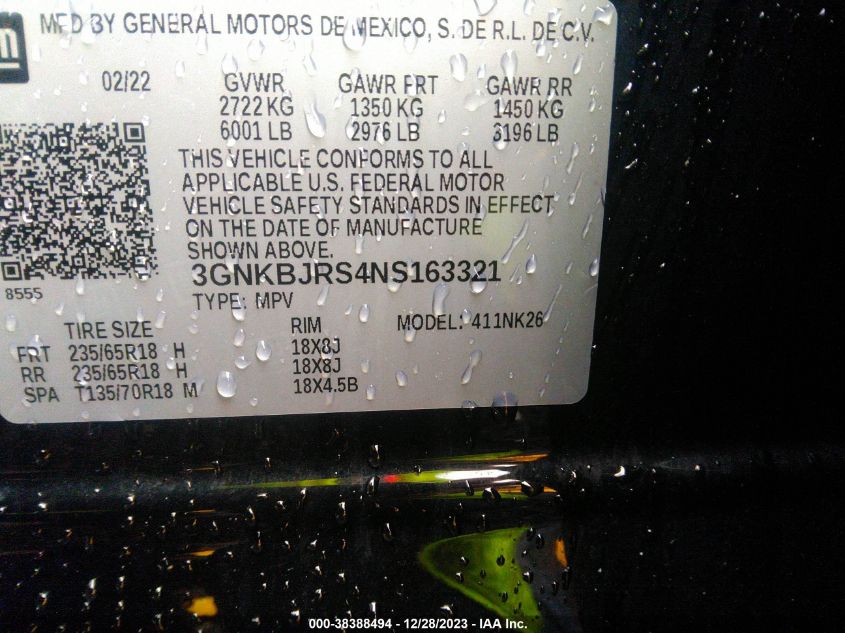 gm
MFD BY GENERAL MOTORS DE MEXICO, S. DE R.L. DE C.V.
02/22 GVWR GAWR FRT GAWR RR
2722 KG 1350 KG 1450 KG
6001 LB 2976 LB 3196 LB
THIS VEHICLE CONFORMS TO ALL
APPLICABLE U.S. FEDERAL MOTOR
VEHICLE SAFETY STANDARDS IN EFFECT
ON THE DATE OF MANUFACTURE
SHOWN ABOVE.
3GNKBJRS4NS163321
8555
TYPE: MPV
TIRE SIZE RIM MODEL: 411NK26
FRT 235/65R18 H 18X8J
RR 235/65R18 H 18X8J
SPA T135/70R18 M 18X4.5B
000-38388494 - 12/28/2023 - IAA Inc.